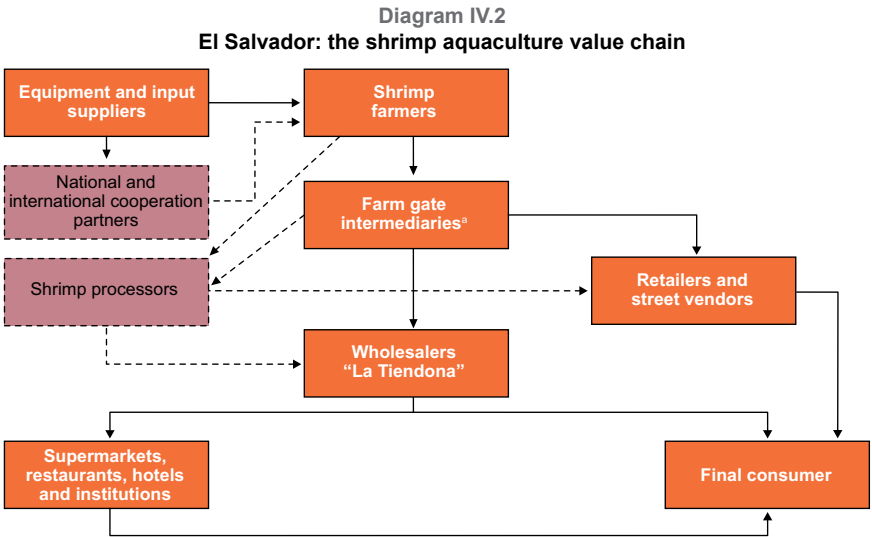 Diagram IV.2
El Salvador: the shrimp aquaculture value chain
Equipment and input
suppliers
Shrimp
farmers
National and
international cooperation
partners
Farm gate
intermediariesᵃ
Shrimp processors
Retailers and
street vendors
Wholesalers
“La Tiendona”
Supermarkets,
restaurants, hotels
and institutions
Final consumer